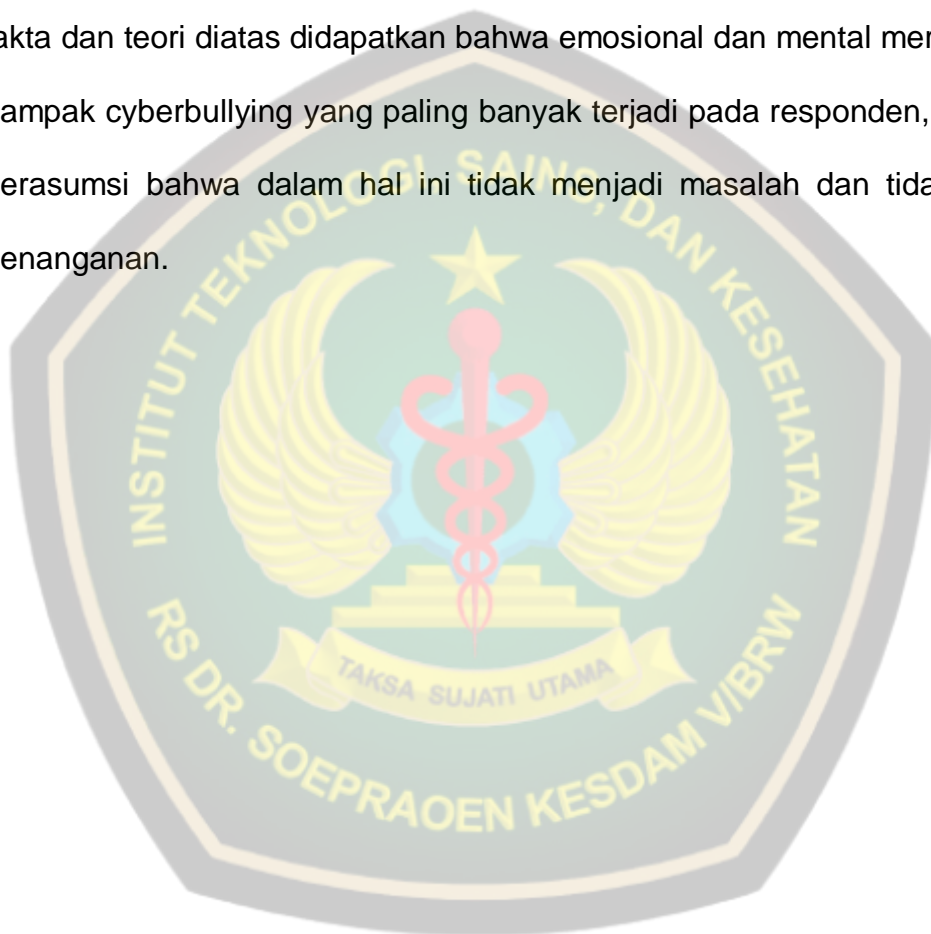 akta dan teori diatas didapatkan bahwa emosional dan mental mer
ampak cyberbullying yang paling banyak terjadi pada responden,
erasumsi bahwa dalam hal ini tidak menjadi masalah dan tida
enanganan.
INSTITUT TEKNOLOGI, SAINS, DAN KESEHATAN
TAKSA SUJATI UTAMA
RS DR. SOEPRAOEN KESDAM V/BRW